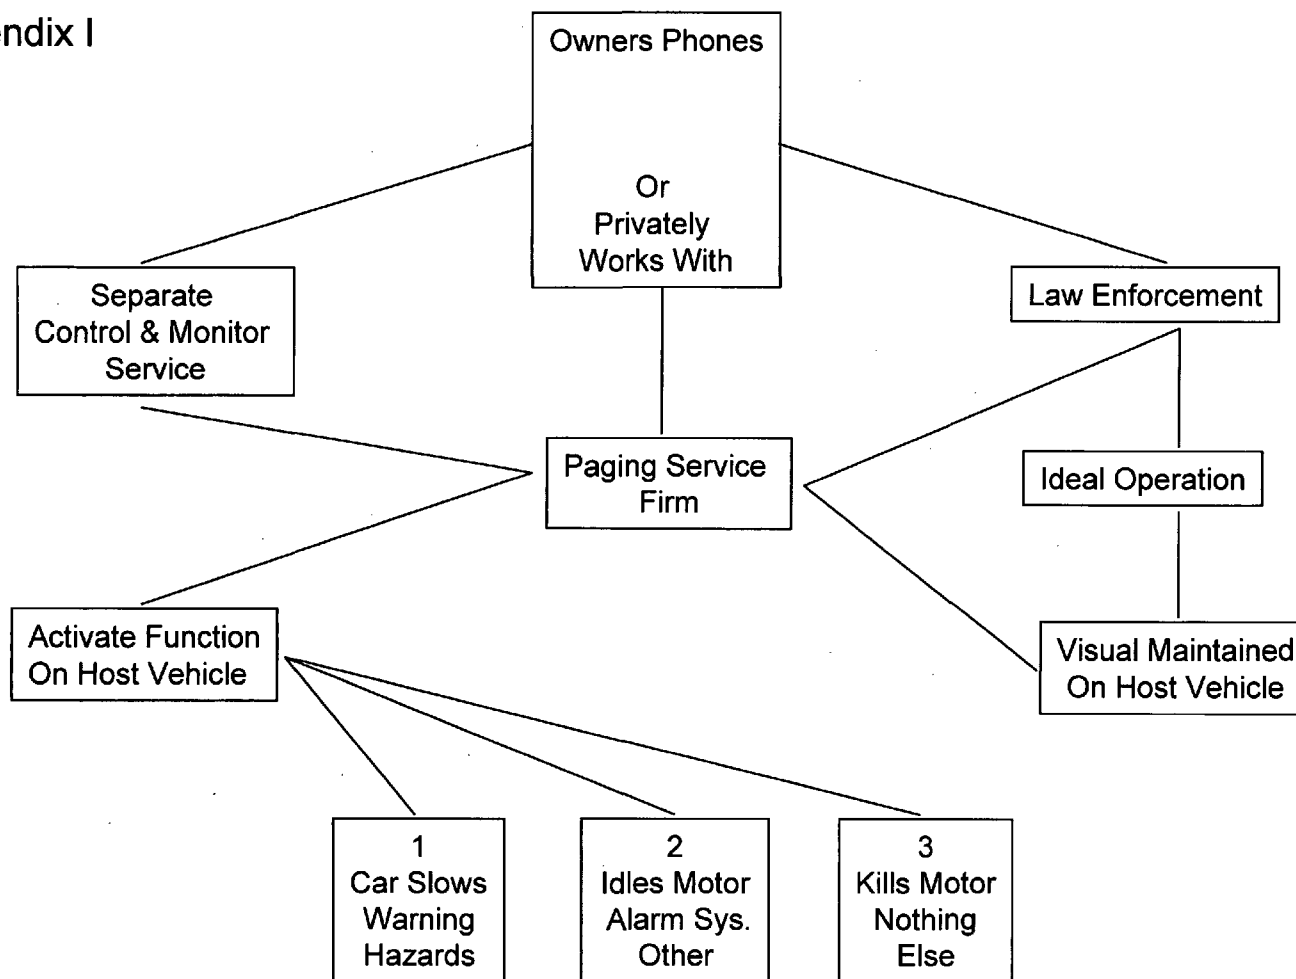 endix I
Owners Phones
Or
Privately
Works With
Separate
Control & Monitor
Service
Law Enforcement
Paging Service
Firm
Ideal Operation
Activate Function
On Host Vehicle
Visual Maintained
On Host Vehicle
1
Car Slows
Warning
Hazards
2
Idles Motor
Alarm Sys.
Other
3
Kills Motor
Nothing
Else